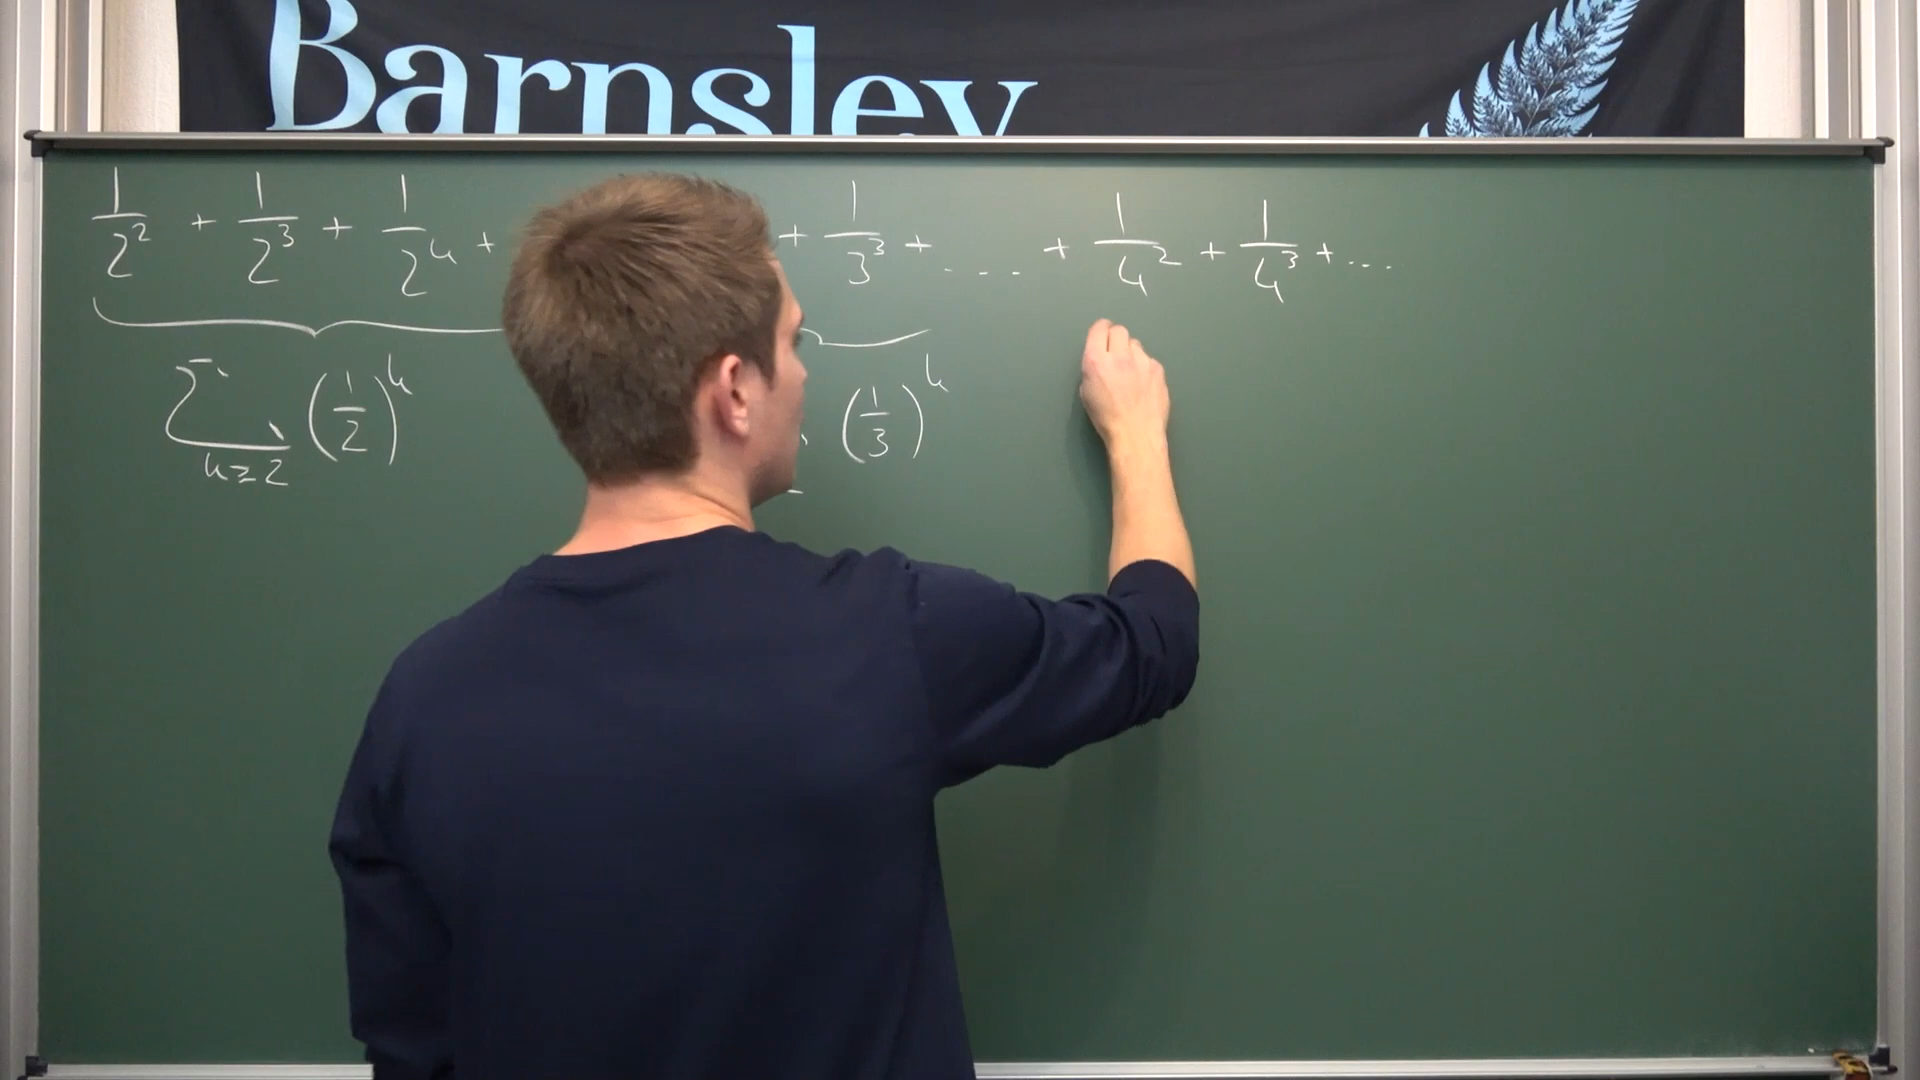 Barnsley
1/2² + 1/2³ + 1/2⁴ + + 1/3³ + .... + 1/4² + 1/4³ + ...
∑ k≥2 (1/2)^k (1/3)^k